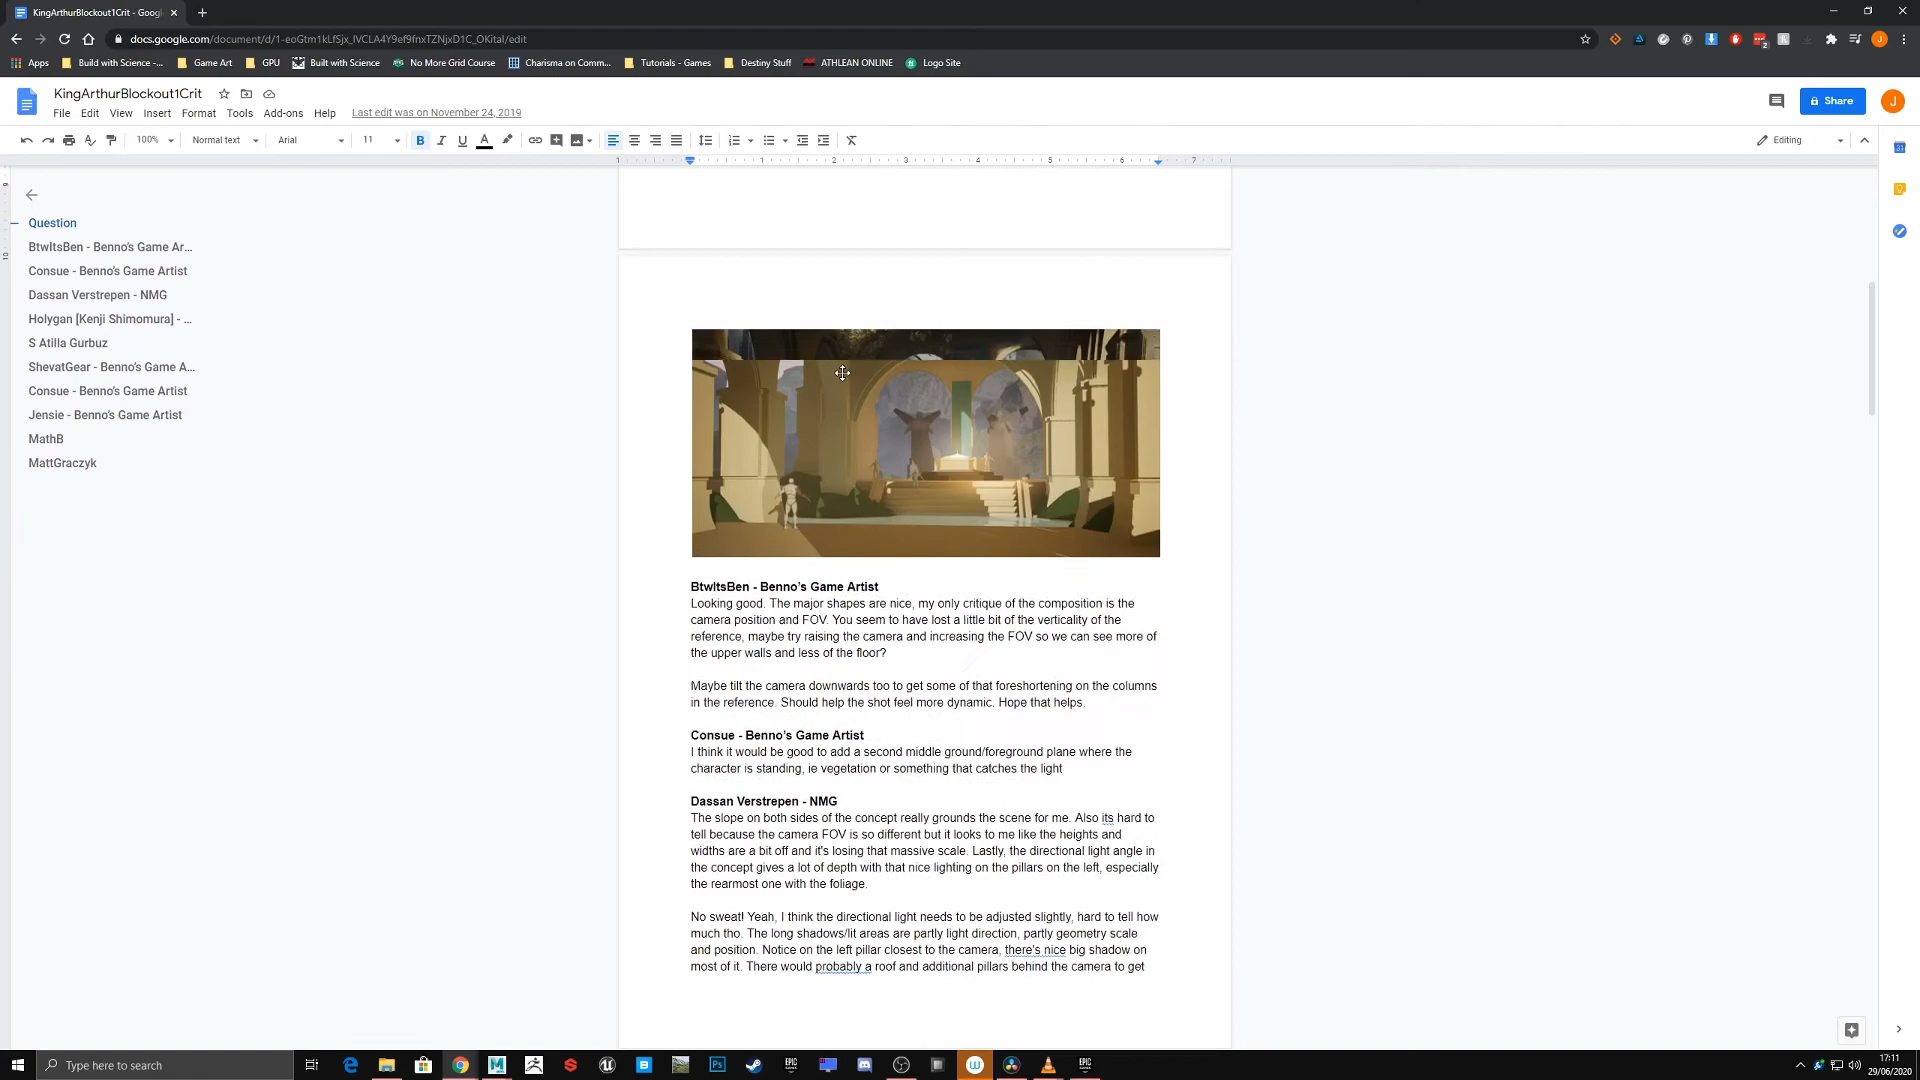 KingArthurBlockout1Crit - Googl
docs.google.com/document/d/1-eoGtm1kLfSjx_lVCLA4Y9ef9fnxTZNjxD1C_OKital/edit
Apps
Build with Science -...
Game Art
GPU
Built with Science
No More Grid Course
Charisma on Comm...
Tutorials - Games
Destiny Stuff
ATHLEAN ONLINE
Logo Site
KingArthurBlockout1Crit
File Edit View Insert Format Tools Add-ons Help Last edit was on November 24, 2019
Share
J
100% Normal text Arial 11
Editing
1 1 2 3 4 5 6 7
Question
BtwItsBen - Benno's Game Ar...
Consue - Benno's Game Artist
Dassan Verstrepen - NMG
Holygan [Kenji Shimomura] - ...
S Atilla Gurbuz
ShevatGear - Benno's Game A...
Consue - Benno's Game Artist
Jensie - Benno's Game Artist
MathB
MattGraczyk
BtwItsBen - Benno's Game Artist
Looking good. The major shapes are nice, my only critique of the composition is the
camera position and FOV. You seem to have lost a little bit of the verticality of the
reference, maybe try raising the camera and increasing the FOV so we can see more of
the upper walls and less of the floor?
Maybe tilt the camera downwards too to get some of that foreshortening on the columns
in the reference. Should help the shot feel more dynamic. Hope that helps.
Consue - Benno's Game Artist
I think it would be good to add a second middle ground/foreground plane where the
character is standing, ie vegetation or something that catches the light
Dassan Verstrepen - NMG
The slope on both sides of the concept really grounds the scene for me. Also its hard to
tell because the camera FOV is so different but it looks to me like the heights and
widths are a bit off and it's losing that massive scale. Lastly, the directional light angle in
the concept gives a lot of depth with that nice lighting on the pillars on the left, especially
the rearmost one with the foliage.
No sweat! Yeah, I think the directional light needs to be adjusted slightly, hard to tell how
much tho. The long shadows/lit areas are partly light direction, partly geometry scale
and position. Notice on the left pillar closest to the camera, there's nice big shadow on
most of it. There would probably a roof and additional pillars behind the camera to get
Type here to search
17:11
29/06/2020